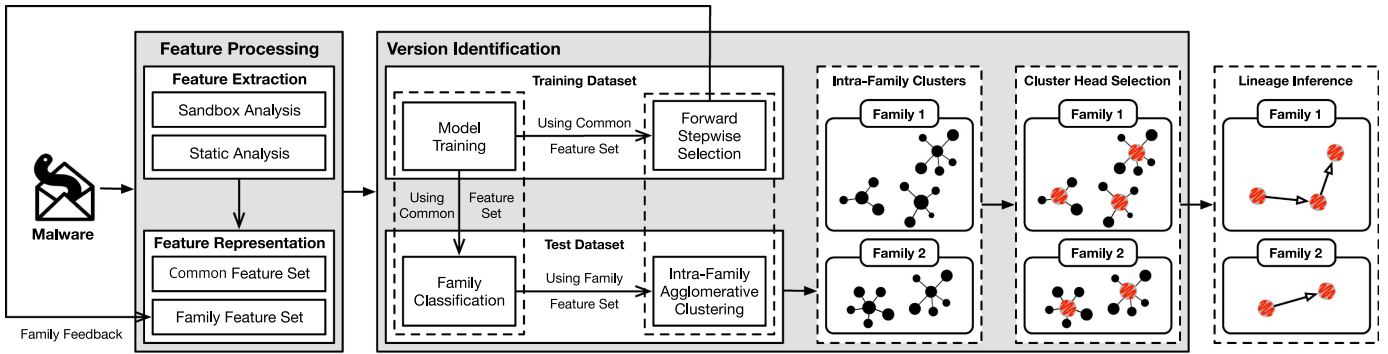 Malware
Family Feedback
Feature Processing
Feature Extraction
Sandbox Analysis
Static Analysis
Feature Representation
Common Feature Set
Family Feature Set
Version Identification
Training Dataset
Model
Training
Using Common
Feature Set
Forward
Stepwise
Selection
Using
Common
Feature
Set
Test Dataset
Family
Classification
Using Family
Feature Set
Intra-Family
Agglomerative
Clustering
Intra-Family Clusters
Family 1
Family 2
Cluster Head Selection
Family 1
Family 2
Lineage Inference
Family 1
Family 2